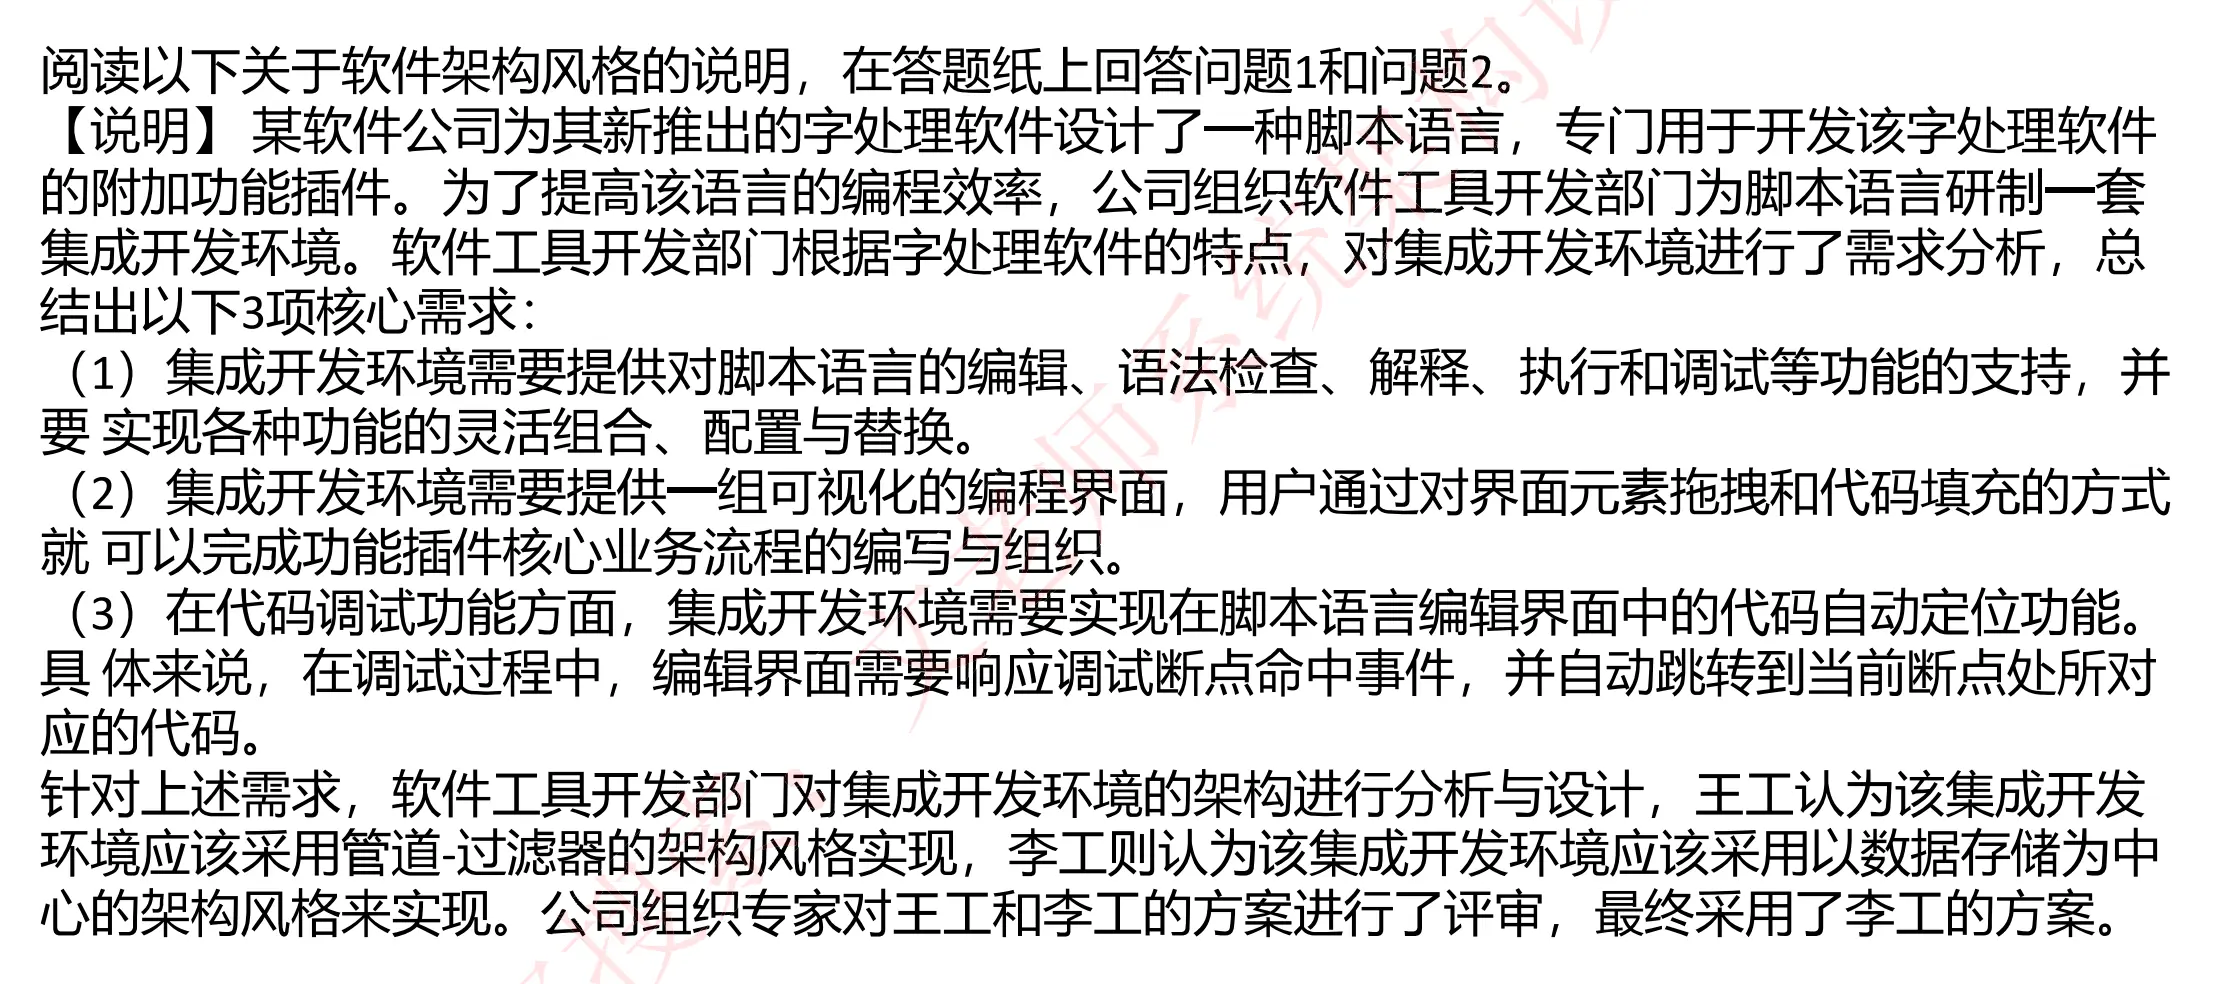 阅读以下关于软件架构风格的说明，在答题纸上回答问题1和问题2。
【说明】 某软件公司为其新推出的字处理软件设计了一种脚本语言，专门用于开发该字处理软件
的附加功能插件。为了提高该语言的编程效率，公司组织软件工具开发部门为脚本语言研制一套
集成开发环境。软件工具开发部门根据字处理软件的特点，对集成开发环境进行了需求分析，总
结出以下3项核心需求：
（1）集成开发环境需要提供对脚本语言的编辑、语法检查、解释、执行和调试等功能的支持，并
要 实现各种功能的灵活组合、配置与替换。
（2）集成开发环境需要提供一组可视化的编程界面，用户通过对界面元素拖拽和代码填充的方式
就 可以完成功能插件核心业务流程的编写与组织。
（3）在代码调试功能方面，集成开发环境需要实现在脚本语言编辑界面中的代码自动定位功能。
具 体来说，在调试过程中，编辑界面需要响应调试断点命中事件，并自动跳转到当前断点处所对
应的代码。
针对上述需求，软件工具开发部门对集成开发环境的架构进行分析与设计，王工认为该集成开发
环境应该采用管道-过滤器的架构风格实现，李工则认为该集成开发环境应该采用以数据存储为中
心的架构风格来实现。公司组织专家对王工和李工的方案进行了评审，最终采用了李工的方案。
文老师系统架构设